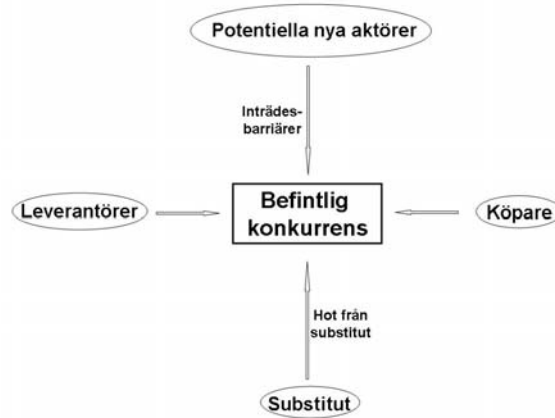 Potentiella nya aktörer
Inträdes-
barriärer
Leverantörer
Befintlig
konkurrens
Köpare
Hot från
substitut
Substitut